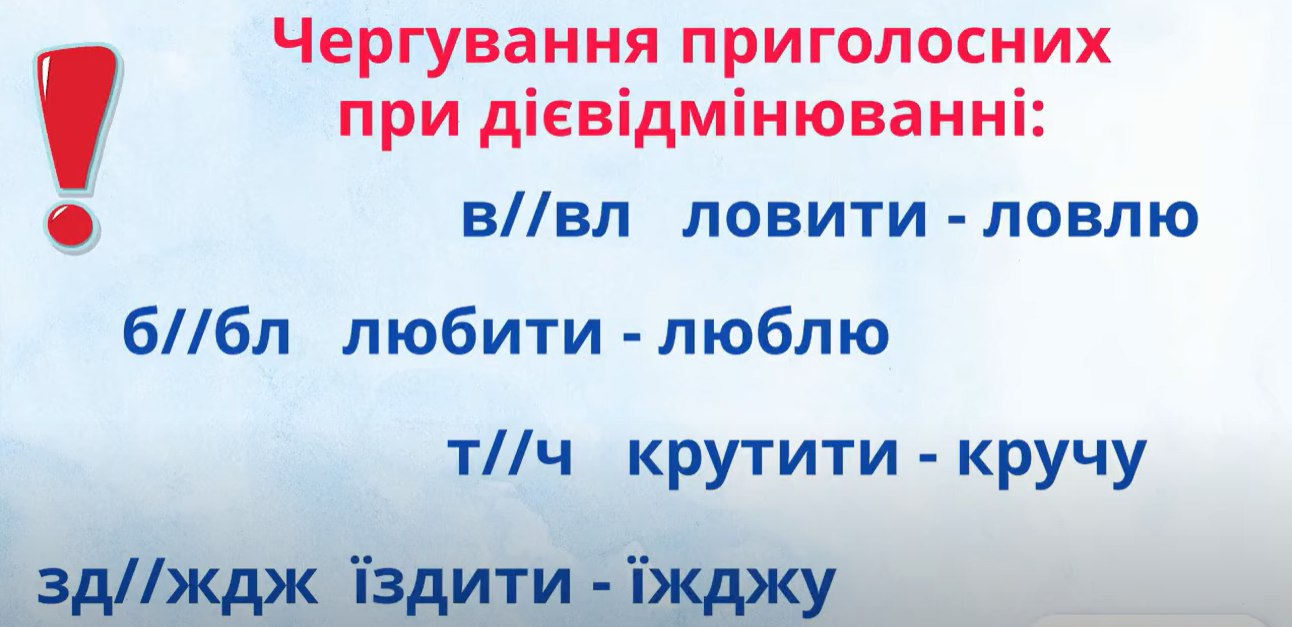 Чергування приголосних
при дієвідмінюванні:
в//вл ловити - ловлю
б//бл любити - люблю
т//ч крутити - кручу
зд//ждж їздити - їжджу